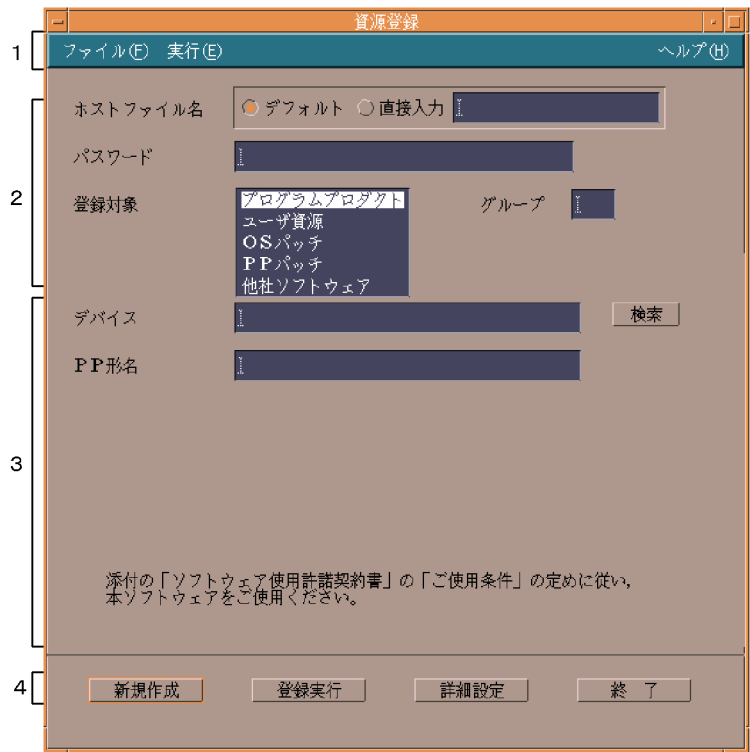 資源登録
1
ファイル(F) 実行(E) ヘルプ(H)
ホストファイル名 デフォルト 直接入力
パスワード
2
登録対象 プログラムプロダクト グループ
ユーザ資源
OSパッチ
PPパッチ
他社ソフトウェア
デバイス 検索
PP形名
3
添付の「ソフトウェア使用許諾契約書」の「ご使用条件」の定めに従い,
本ソフトウェアをご使用ください。
4
新規作成 登録実行 詳細設定 終 了